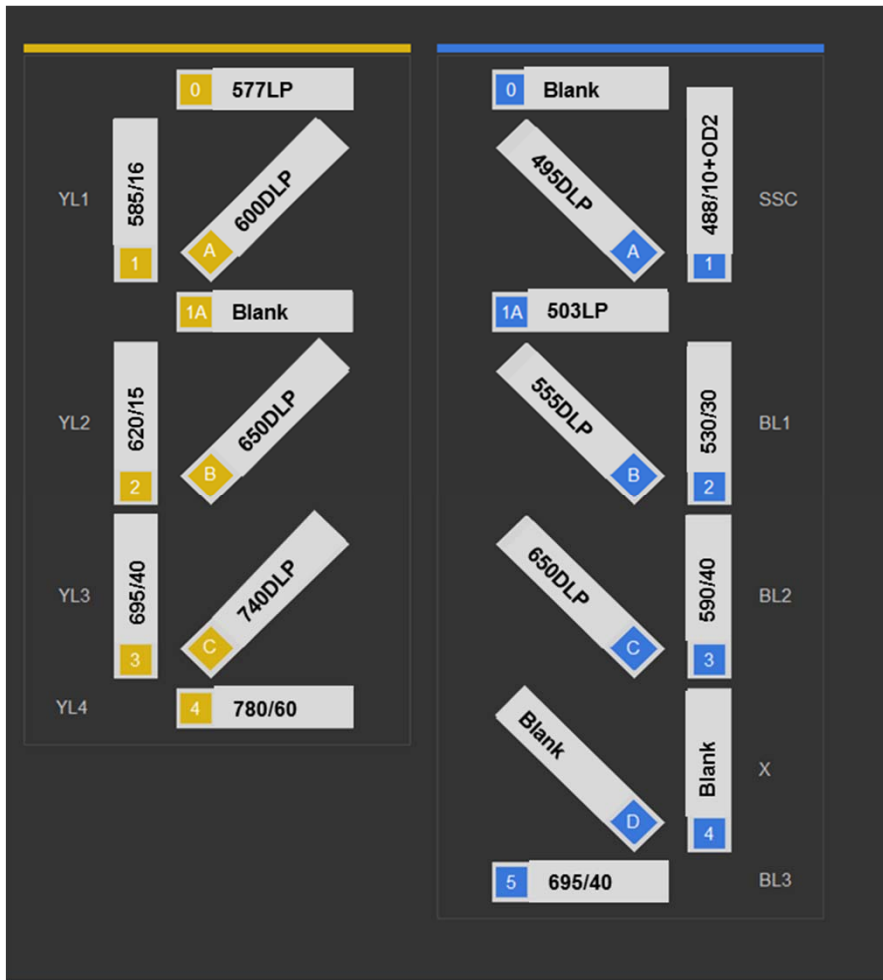 0 577LP
YL1
585/16
1
600DLP
A
1A Blank
YL2
620/15
2
650DLP
B
YL3
695/40
3
740DLP
C
YL4
4 780/60
0 Blank
495DLP
A
488/10+OD2
1
SSC
1A 503LP
555DLP
B
530/30
2
BL1
650DLP
C
590/40
3
BL2
Blank
D
Blank
4
X
5 695/40
BL3